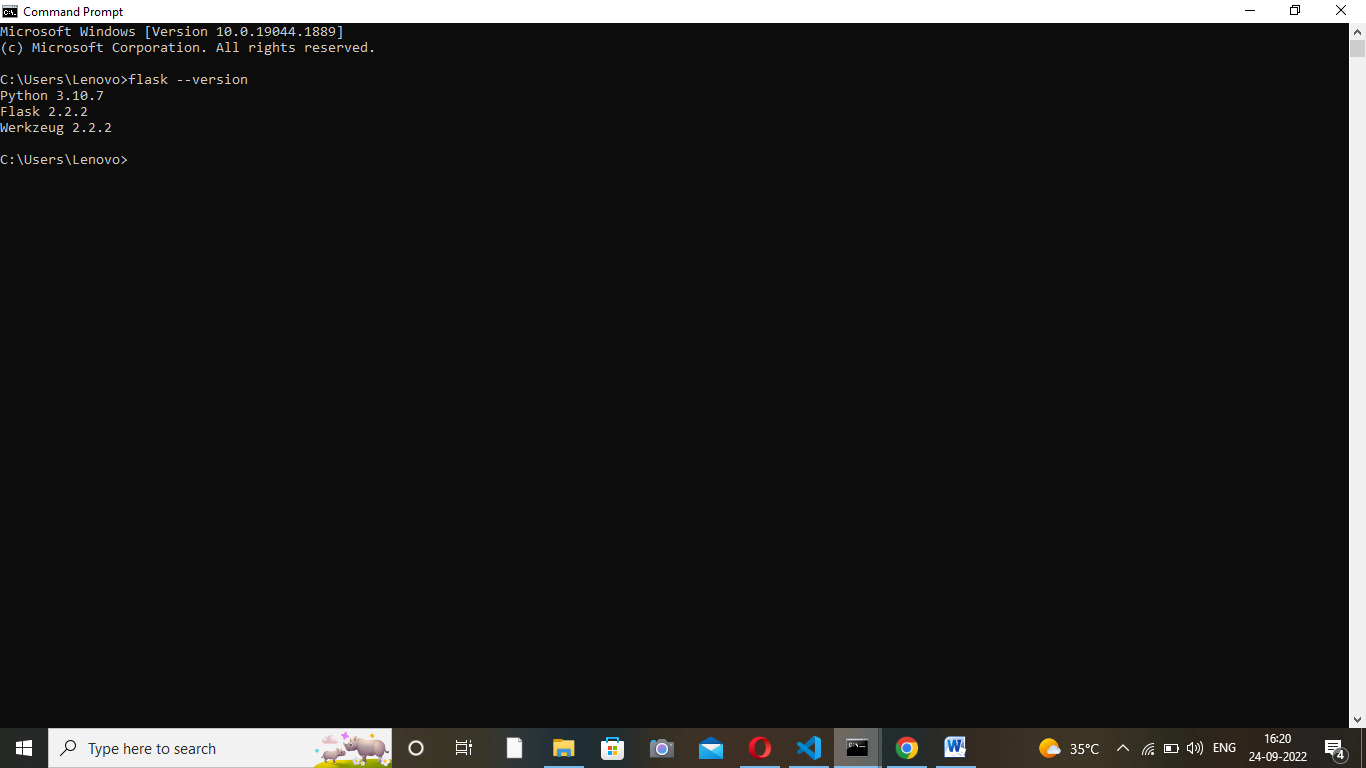 Command Prompt
Microsoft Windows [Version 10.0.19044.1889]
(c) Microsoft Corporation. All rights reserved.
C:\Users\Lenovo>flask --version
Python 3.10.7
Flask 2.2.2
Werkzeug 2.2.2
C:\Users\Lenovo>
Type here to search
35°C
ENG
16:20
24-09-2022
4